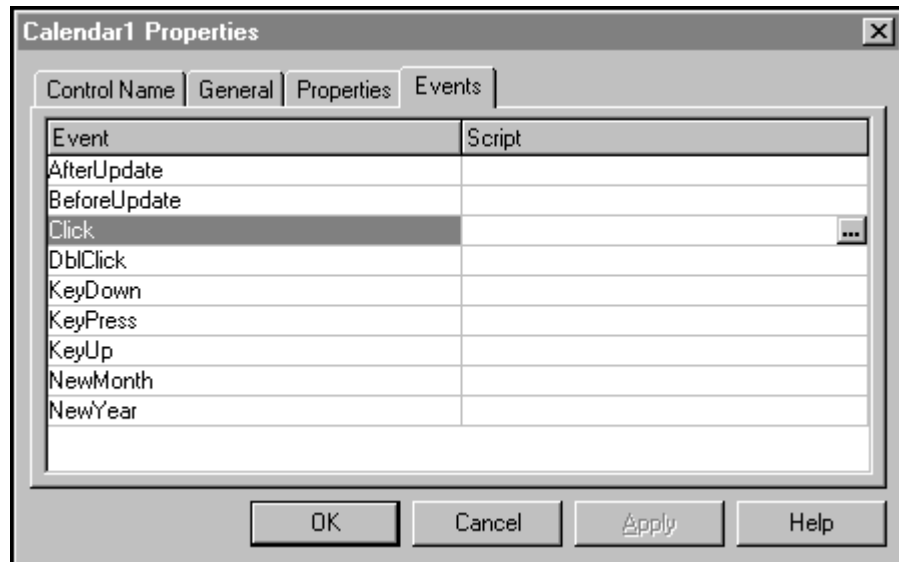 Calendar1 Properties
Control Name General Properties Events
Event Script
AfterUpdate
BeforeUpdate
Click ...
DblClick
KeyDown
KeyPress
KeyUp
NewMonth
NewYear
OK Cancel Apply Help